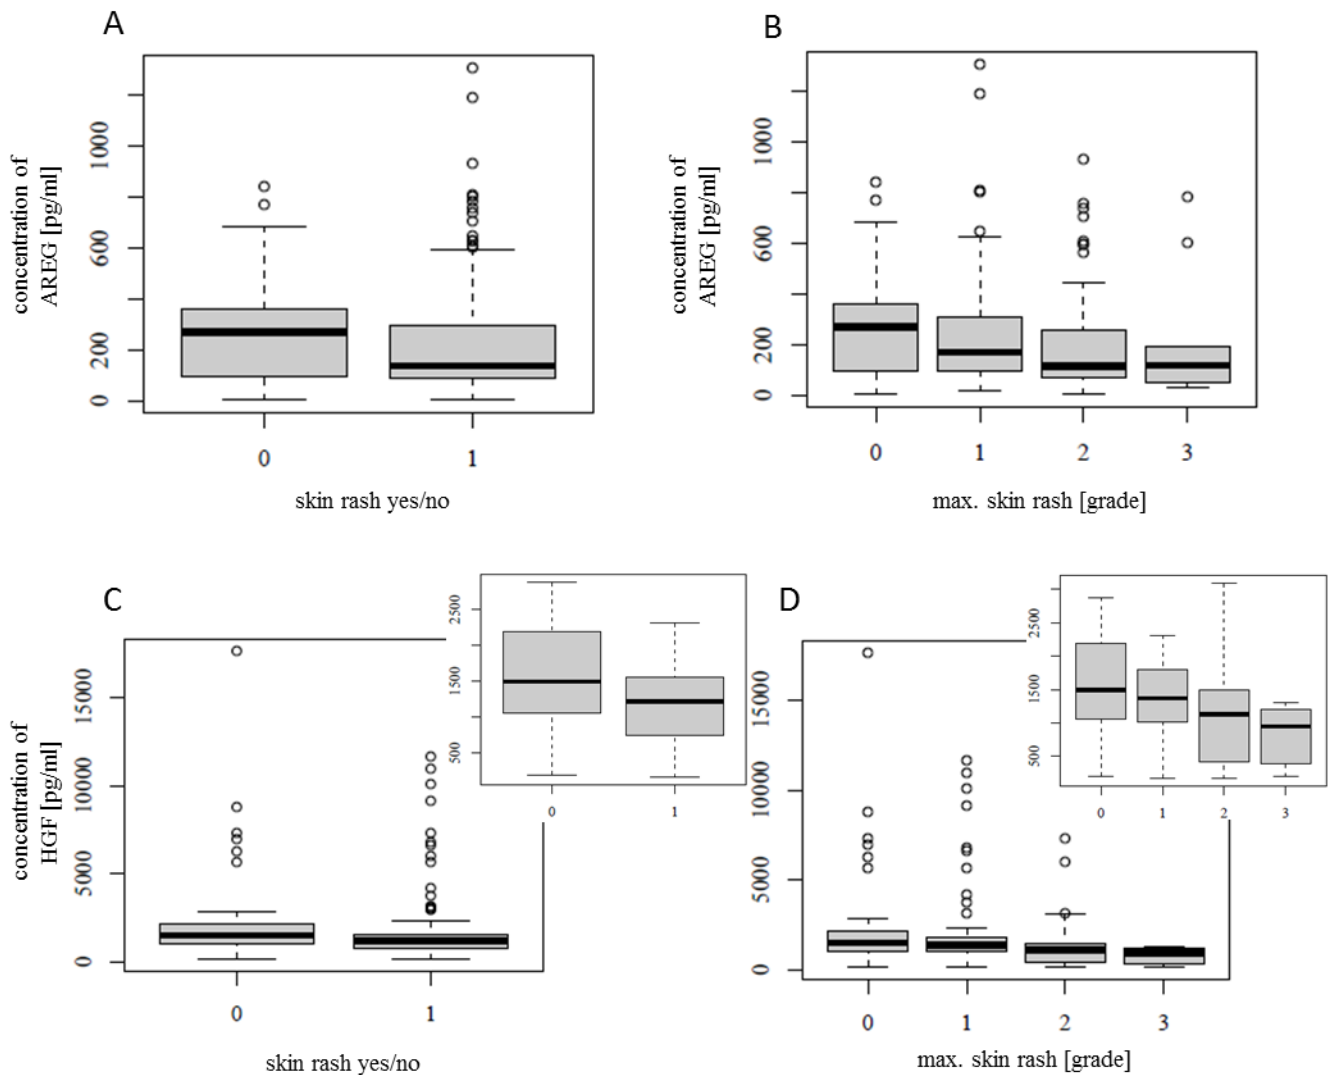 A
concentration of
AREG [pg/ml]
0
200
600
1000
0
1
skin rash yes/no
B
concentration of
AREG [pg/ml]
0
200
600
1000
0
1
2
3
max. skin rash [grade]
C
concentration of
HGF [pg/ml]
0
5000
10000
15000
0
1
skin rash yes/no
500
1500
2500
0
1
D
0
5000
10000
15000
0
1
2
3
max. skin rash [grade]
500
1500
2500
0
1
2
3